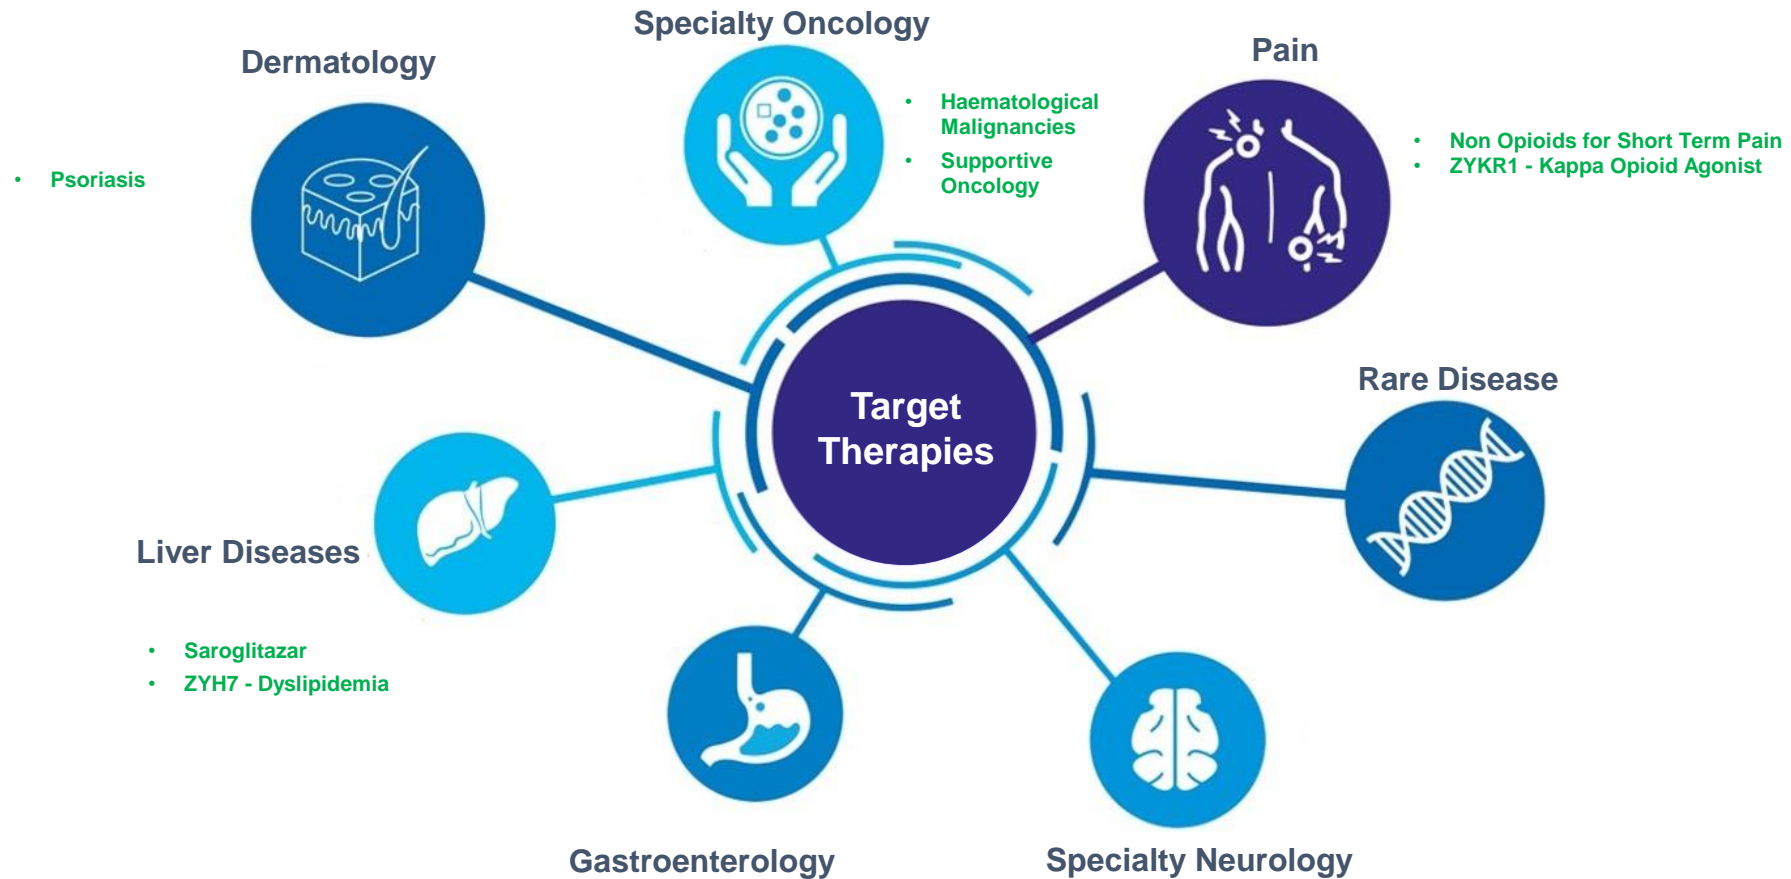 Specialty Oncology
Dermatology
Pain
• Haematological
Malignancies
• Supportive
Oncology
• Non Opioids for Short Term Pain
• ZYKR1 - Kappa Opioid Agonist
• Psoriasis
Target
Therapies
Rare Disease
Liver Diseases
• Saroglitazar
• ZYH7 - Dyslipidemia
Gastroenterology
Specialty Neurology